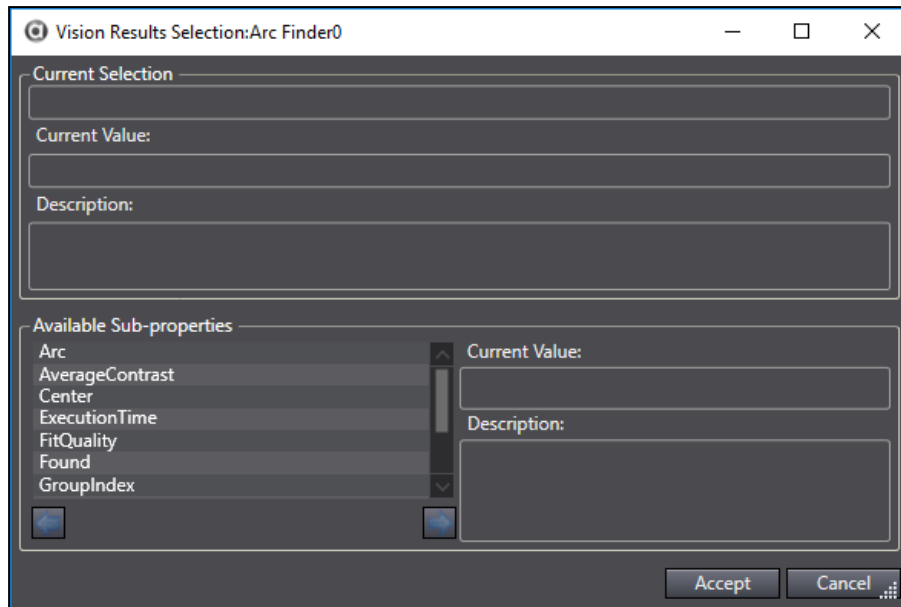 Vision Results Selection:Arc Finder0
Current Selection
Current Value:
Description:
Available Sub-properties
Arc
AverageContrast
Center
ExecutionTime
FitQuality
Found
GroupIndex
Current Value:
Description:
Accept
Cancel